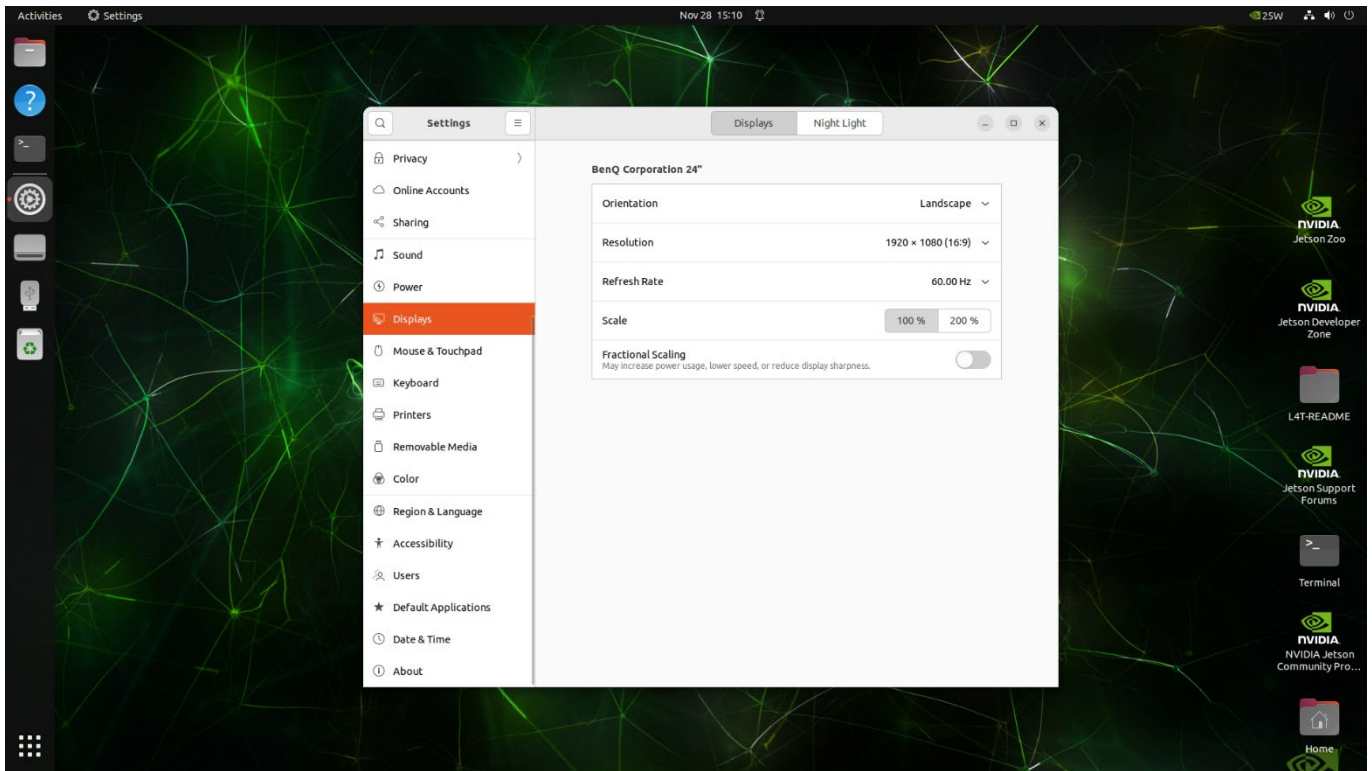 Activities
Settings
Nov 28 15:10
25W
Settings
Displays
Night Light
Privacy
Online Accounts
Sharing
Sound
Power
Displays
Mouse & Touchpad
Keyboard
Printers
Removable Media
Color
Region & Language
Accessibility
Users
Default Applications
Date & Time
About
BenQ Corporation 24"
Orientation
Landscape
Resolution
1920 × 1080 (16:9)
Refresh Rate
60.00 Hz
Scale
100 %
200 %
Fractional Scaling
May increase power usage, lower speed, or reduce display sharpness.
NVIDIA.
Jetson Zoo
NVIDIA.
Jetson Developer
Zone
L4T-README
NVIDIA.
Jetson Support
Forums
>_
Terminal
NVIDIA.
NVIDIA Jetson
Community Pro...
Home